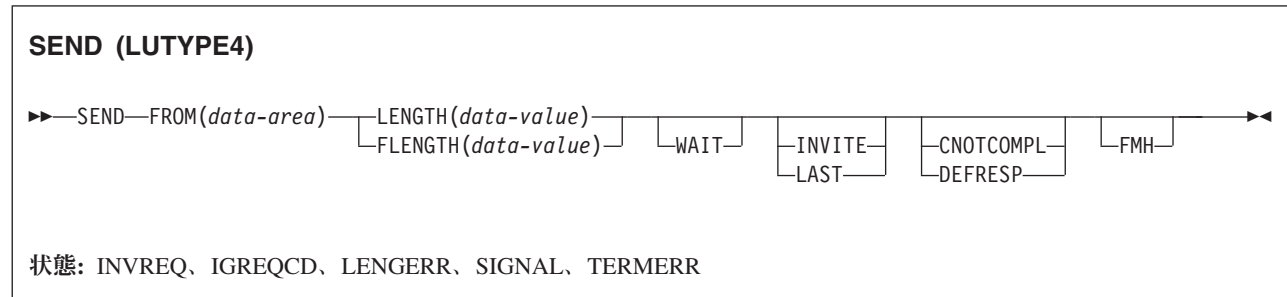 SEND (LUTYPE4)
SEND FROM(data-area) LENGTH(data-value) WAIT INVITE CNOTCOMPL FMH
FLENGTH(data-value) LAST DEFRESP
状態: INVREQ、IGREQCD、LENGERR、SIGNAL、TERMERR